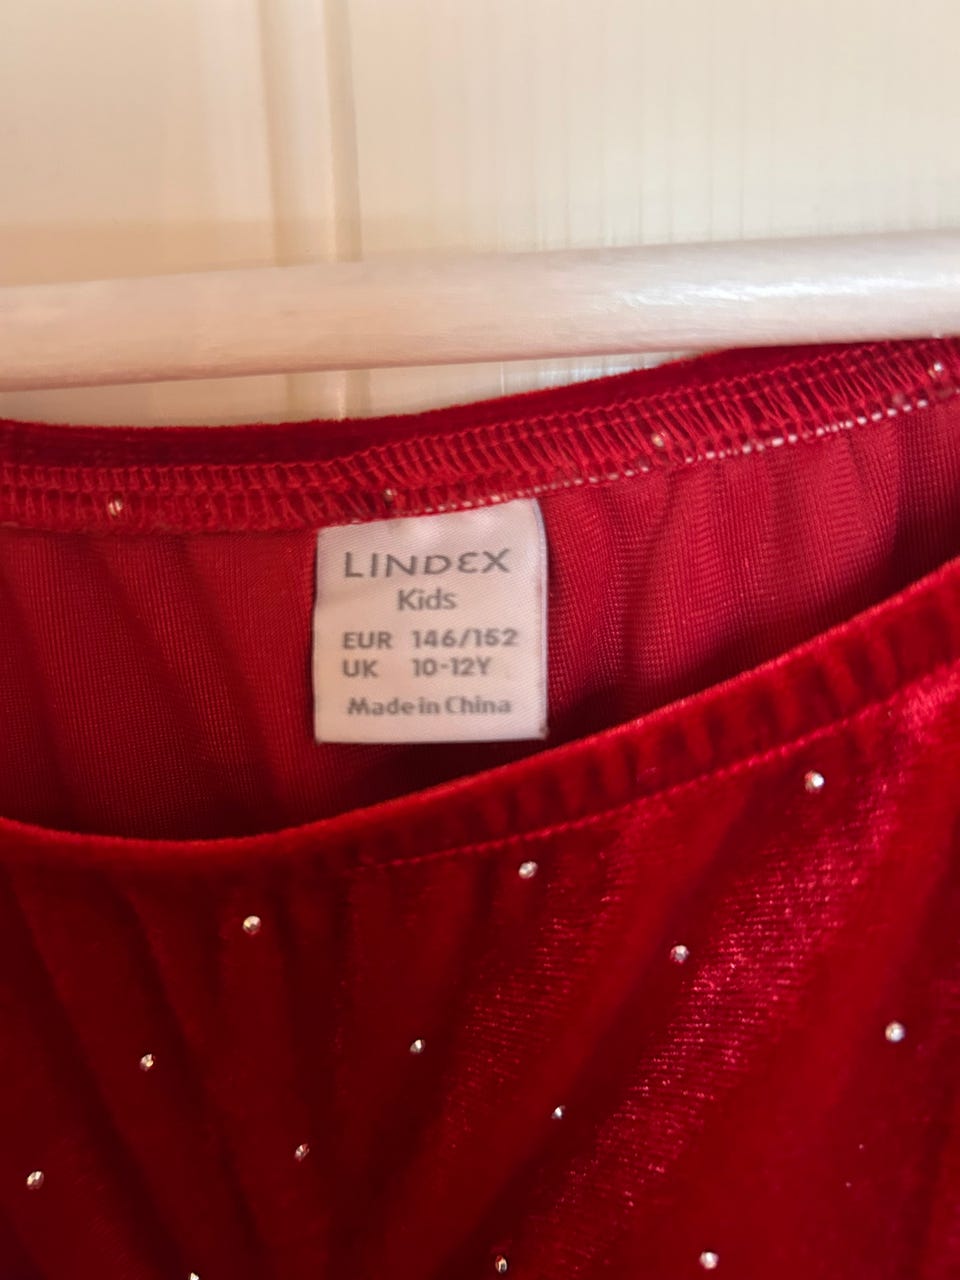 LINDEX
Kids
EUR 146/152
UK 10-12Y
Made in China